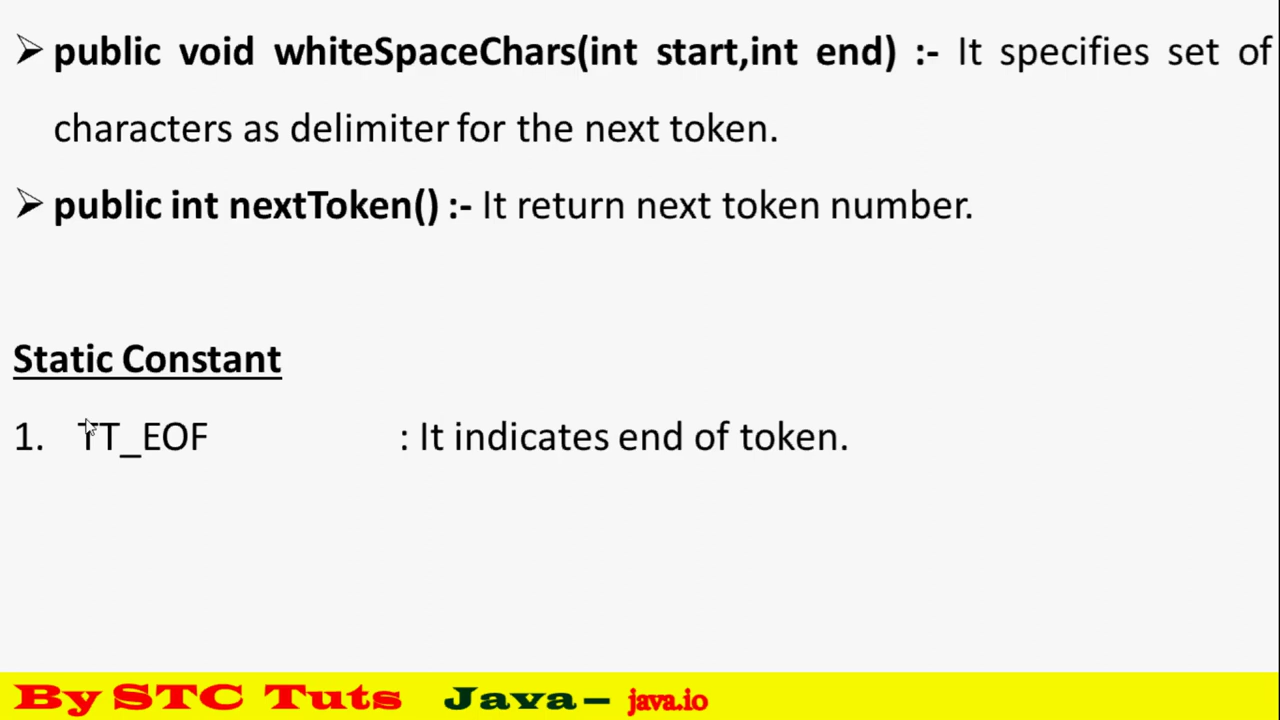 ➢ public void whiteSpaceChars(int start,int end) :- It specifies set of
characters as delimiter for the next token.
➢ public int nextToken() :- It return next token number.
Static Constant
1. TT_EOF : It indicates end of token.
By STC Tuts Java – java.io